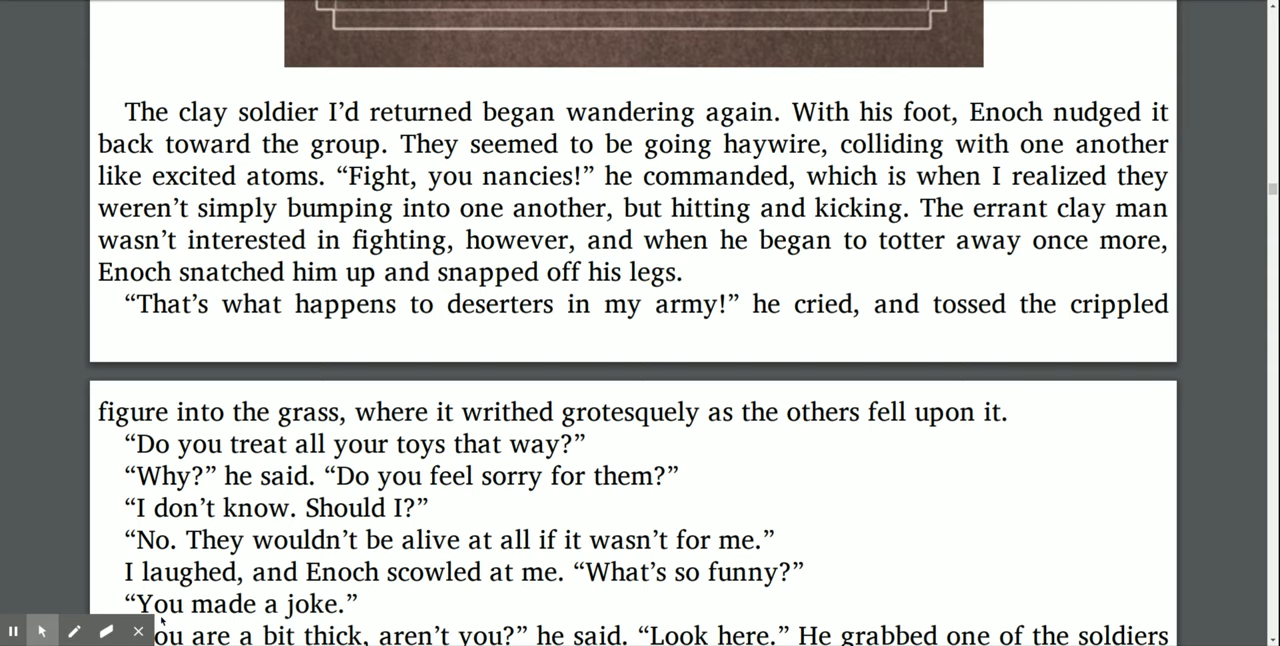 The clay soldier I’d returned began wandering again. With his foot, Enoch nudged it
back toward the group. They seemed to be going haywire, colliding with one another
like excited atoms. “Fight, you nancies!” he commanded, which is when I realized they
weren’t simply bumping into one another, but hitting and kicking. The errant clay man
wasn’t interested in fighting, however, and when he began to totter away once more,
Enoch snatched him up and snapped off his legs.
“That’s what happens to deserters in my army!” he cried, and tossed the crippled
figure into the grass, where it writhed grotesquely as the others fell upon it.
“Do you treat all your toys that way?”
“Why?” he said. “Do you feel sorry for them?”
“I don’t know. Should I?”
“No. They wouldn’t be alive at all if it wasn’t for me.”
I laughed, and Enoch scowled at me. “What’s so funny?”
“You made a joke.”
ou are a bit thick, aren’t you?” he said. “Look here.” He grabbed one of the soldiers